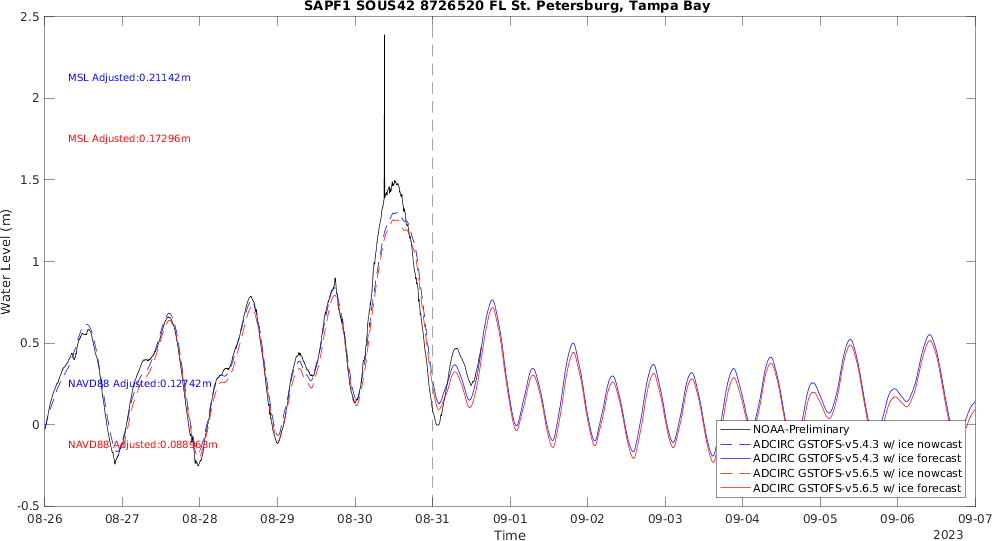 SAPF1 SOUS42 8726520 FL St. Petersburg, Tampa Bay
2.5
2
1.5
1
0.5
0
-0.5
Water Level (m)
MSL Adjusted:0.21142m
MSL Adjusted:0.17296m
NAVD88 Adjusted:0.12742m
NAVD88 Adjusted:0.088963m
NOAA-Preliminary
ADCIRC GSTOFS-v5.4.3 w/ ice nowcast
ADCIRC GSTOFS-v5.4.3 w/ ice forecast
ADCIRC GSTOFS-v5.6.5 w/ ice nowcast
ADCIRC GSTOFS-v5.6.5 w/ ice forecast
08-26 08-27 08-28 08-29 08-30 08-31 09-01 09-02 09-03 09-04 09-05 09-06 09-07
Time
2023